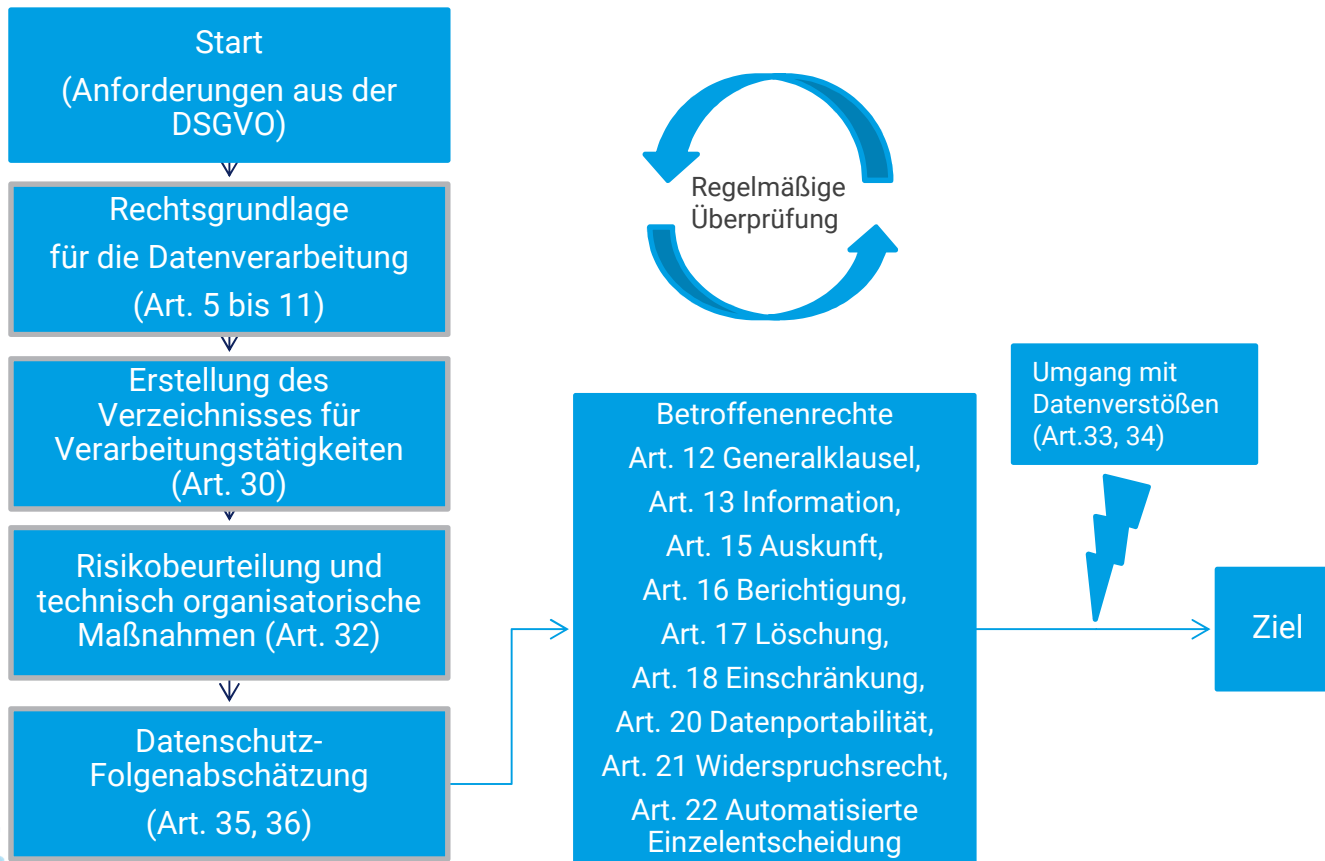 Start
(Anforderungen aus der
DSGVO)
Rechtsgrundlage
für die Datenverarbeitung
(Art. 5 bis 11)
Erstellung des
Verzeichnisses für
Verarbeitungstätigkeiten
(Art. 30)
Risikobeurteilung und
technisch organisatorische
Maßnahmen (Art. 32)
Datenschutz-
Folgenabschätzung
(Art. 35, 36)
Regelmäßige
Überprüfung
Betroffenenrechte
Art. 12 Generalklausel,
Art. 13 Information,
Art. 15 Auskunft,
Art. 16 Berichtigung,
Art. 17 Löschung,
Art. 18 Einschränkung,
Art. 20 Datenportabilität,
Art. 21 Widerspruchsrecht,
Art. 22 Automatisierte
Einzelentscheidung
Umgang mit
Datenverstößen
(Art.33, 34)
Ziel